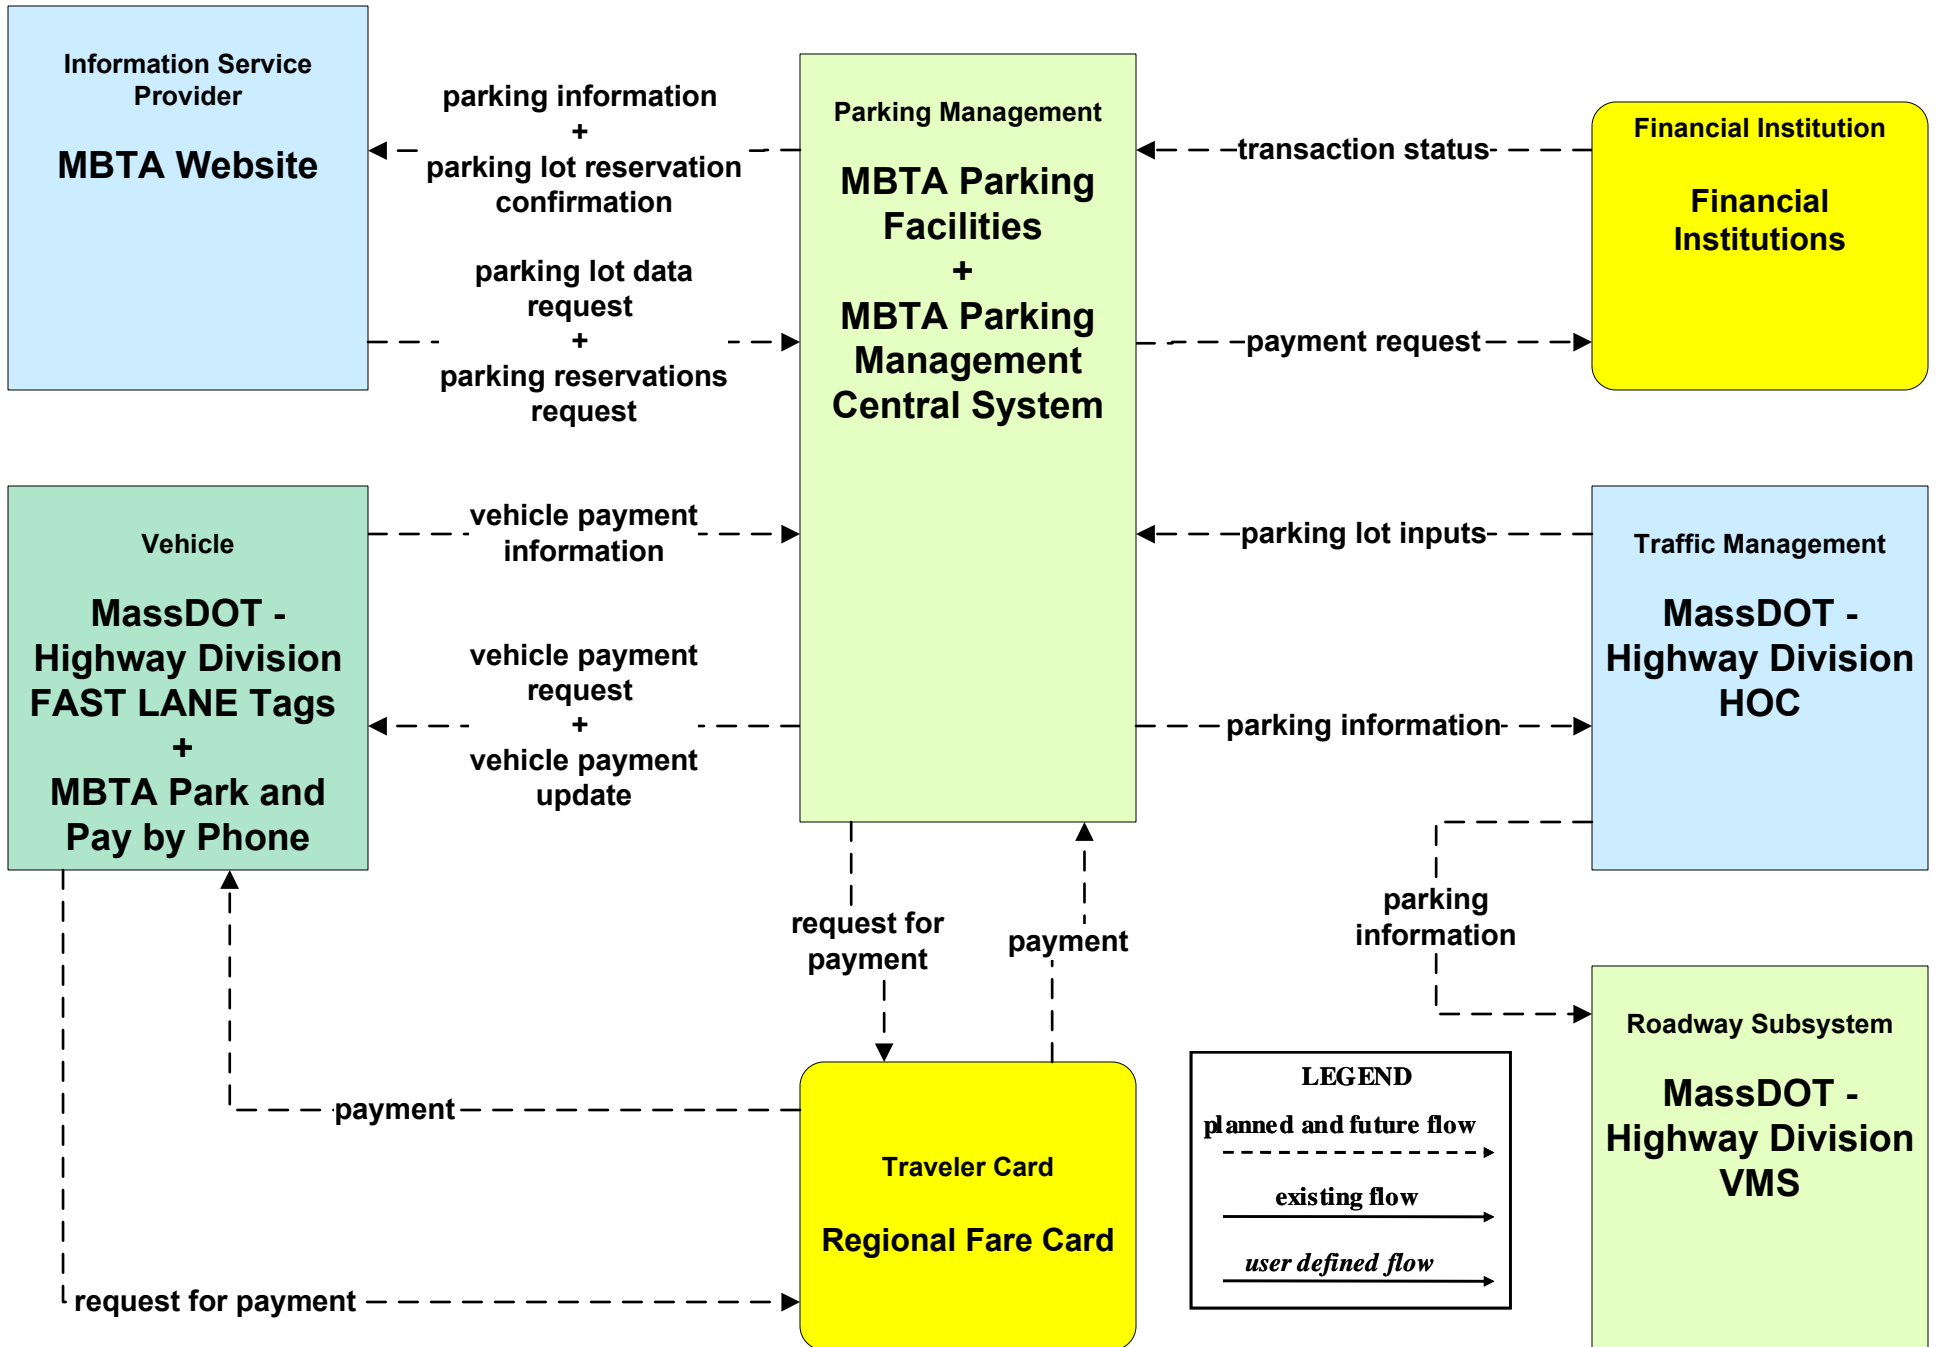 Information Service
Provider
MBTA Website
parking information
+
parking lot reservation
confirmation
parking lot data
request
+
parking reservations
request
Parking Management
MBTA Parking
Facilities
+
MBTA Parking
Management
Central System
transaction status
payment request
Financial Institution
Financial
Institutions
Vehicle
MassDOT -
Highway Division
FAST LANE Tags
+
MBTA Park and
Pay by Phone
vehicle payment
information
vehicle payment
request
+
vehicle payment
update
parking lot inputs
parking information
Traffic Management
MassDOT -
Highway Division
HOC
request for
payment
payment
parking
information
payment
request for payment
Traveler Card
Regional Fare Card
LEGEND
planned and future flow
existing flow
user defined flow
Roadway Subsystem
MassDOT -
Highway Division
VMS